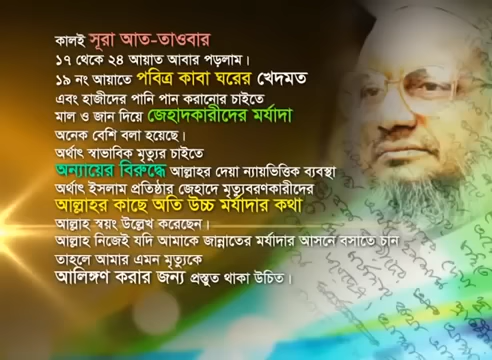 কালই সূরা আত-তাওবার
১৭ থেকে ২৪ আয়াত আবার পড়লাম।
১৯ নং আয়াতে পবিত্র কাবা ঘরের খেদমত
এবং হাজীদের পানি পান করানোর চাইতে
মাল ও জান দিয়ে জেহাদকারীদের মর্যাদা
অনেক বেশি বলা হয়েছে।
অর্থাৎ স্বাভাবিক মৃত্যুর চাইতে
অন্যায়ের বিরুদ্ধে আল্লাহর দেয়া ন্যায়ভিত্তিক ব্যবস্থা
অর্থাৎ ইসলাম প্রতিষ্ঠার জেহাদে মৃত্যুবরণকারীদের
আল্লাহর কাছে অতি উচ্চ মর্যাদার কথা
আল্লাহ স্বয়ং উল্লেখ করেছেন।
আল্লাহ নিজেই যদি আমাকে জান্নাতের মর্যাদার আসনে বসাতে চান
তাহলে আমার এমন মৃত্যুকে
আলিঙ্গণ করার জন্য প্রস্তুত থাকা উচিত।